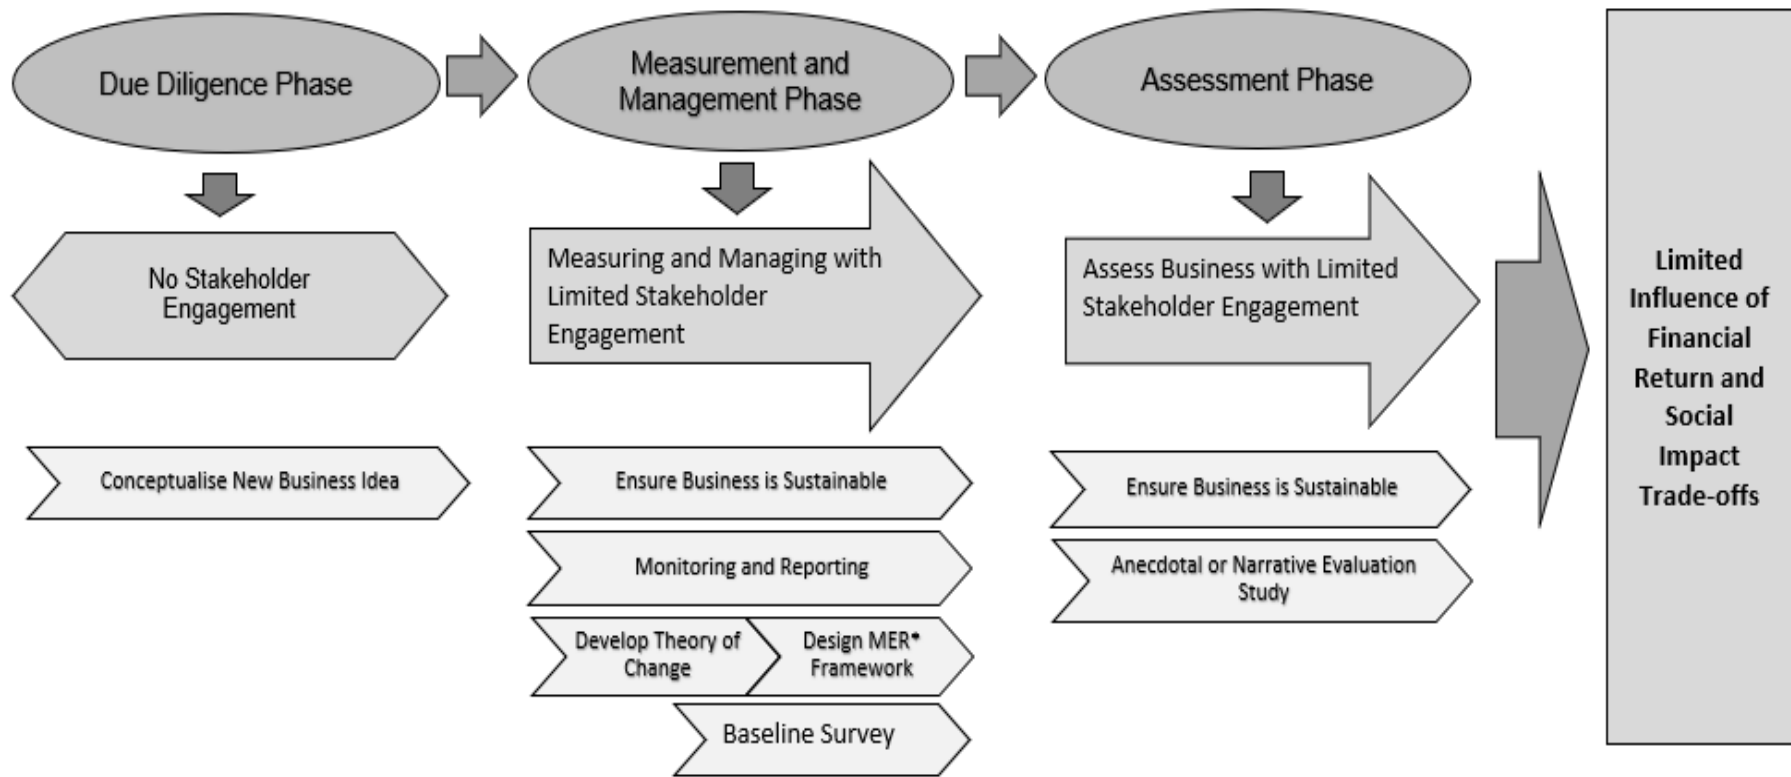 Due Diligence Phase
Measurement and
Management Phase
Assessment Phase
No Stakeholder
Engagement
Measuring and Managing with
Limited Stakeholder
Engagement
Assess Business with Limited
Stakeholder Engagement
Limited
Influence of
Financial
Return and
Social
Impact
Trade-offs
Conceptualise New Business Idea
Ensure Business is Sustainable
Monitoring and Reporting
Develop Theory of
Change
Design MER*
Framework
Baseline Survey
Ensure Business is Sustainable
Anecdotal or Narrative Evaluation
Study